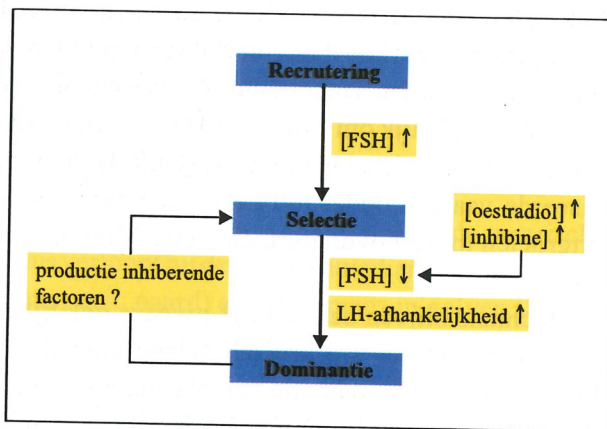 Recrutering
[FSH] ↑
Selectie
[oestradiol] ↑
[inhibine] ↑
productie inhiberende
factoren ?
[FSH] ↓
LH-afhankelijkheid ↑
Dominantie